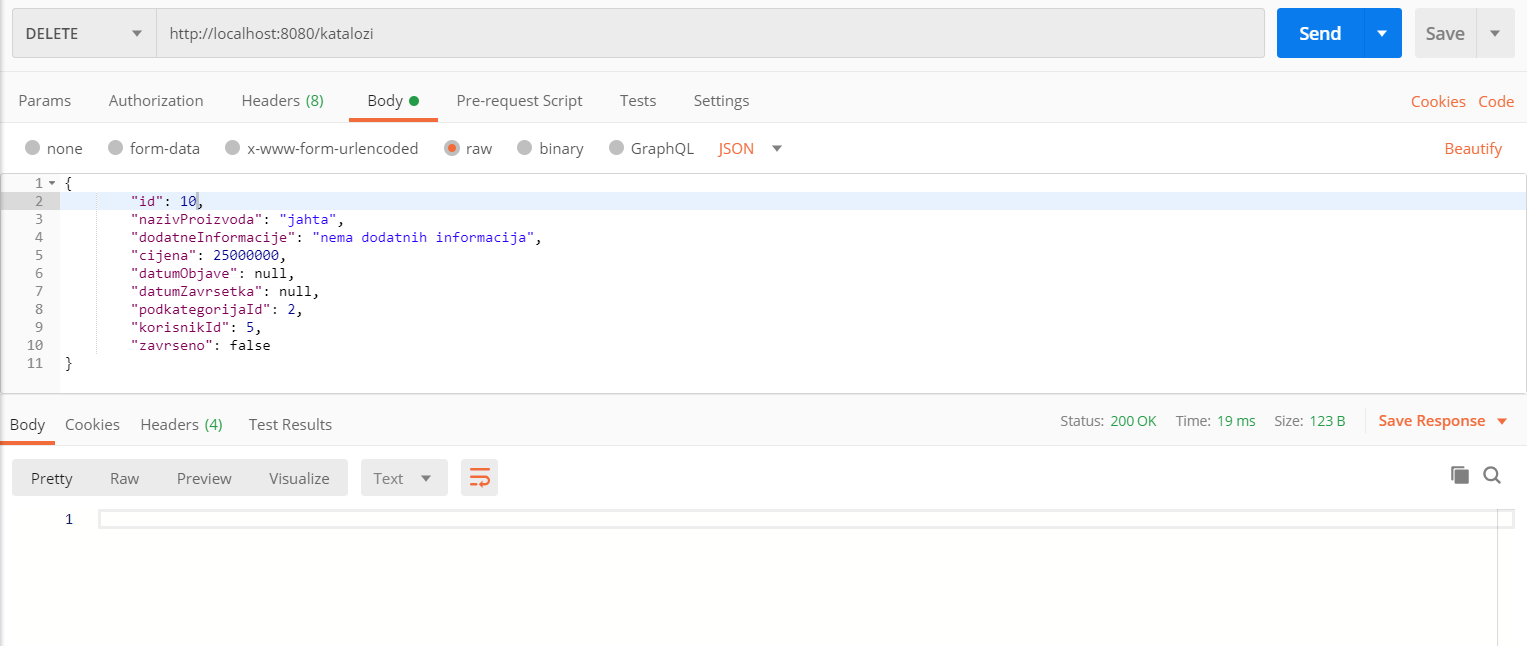 DELETE http://localhost:8080/katalozi Send Save
Params Authorization Headers (8) Body Pre-request Script Tests Settings Cookies Code
none form-data x-www-form-urlencoded raw binary GraphQL JSON Beautify
1 {
2 "id": 10,
3 "nazivProizvoda": "jahta",
4 "dodatneInformacije": "nema dodatnih informacija",
5 "cijena": 25000000,
6 "datumObjave": null,
7 "datumZavrsetka": null,
8 "podkategorijaId": 2,
9 "korisnikId": 5,
10 "zavrseno": false
11 }
Body Cookies Headers (4) Test Results Status: 200 OK Time: 19 ms Size: 123 B Save Response
Pretty Raw Preview Visualize Text
1